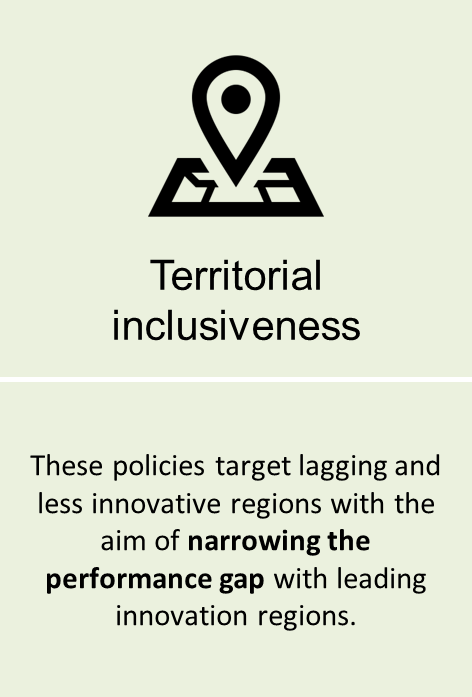 Territorial
inclusiveness
These policies target lagging and
less innovative regions with the
aim of narrowing the
performance gap with leading
innovation regions.